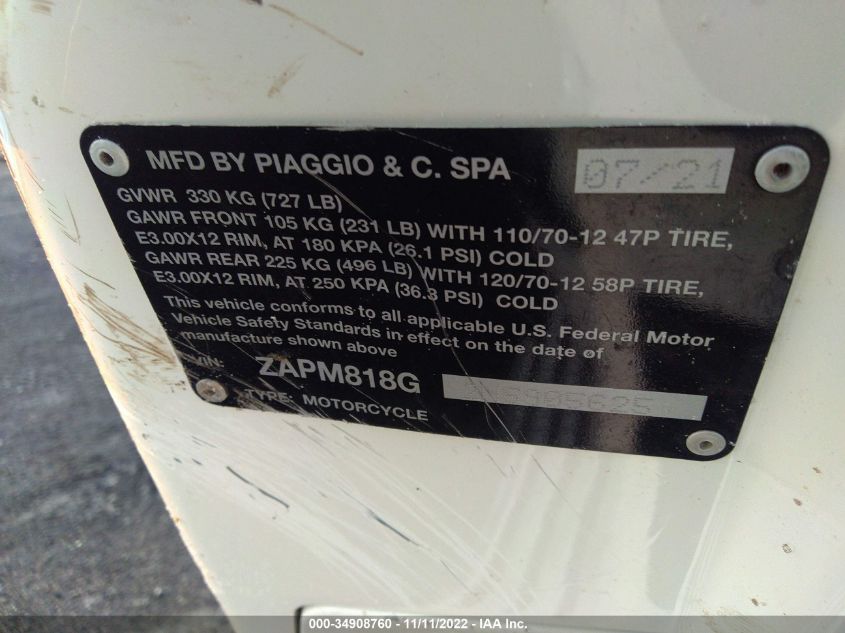 MFD BY PIAGGIO & C. SPA 07/21
GVWR 330 KG (727 LB)
GAWR FRONT 105 KG (231 LB) WITH 110/70-12 47P TIRE,
E3.00X12 RIM, AT 180 KPA (26.1 PSI) COLD
GAWR REAR 225 KG (496 LB) WITH 120/70-12 58P TIRE,
E3.00X12 RIM, AT 250 KPA (36.3 PSI) COLD
This vehicle conforms to all applicable U.S. Federal Motor
Vehicle Safety Standards in effect on the date of
manufacture shown above
VIN: ZAPM818G
TYPE: MOTORCYCLE
000-34908760 - 11/11/2022 - IAA Inc.